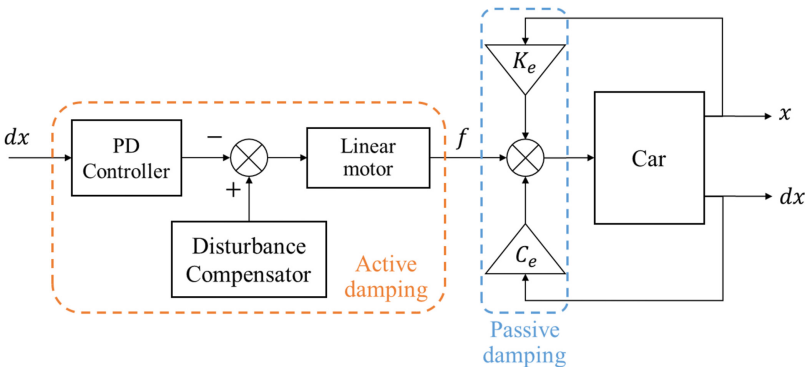 K_e
x
dx
PD
Controller
−
+
Linear
motor
f
Car
dx
Disturbance
Compensator
Active
damping
C_e
Passive
damping